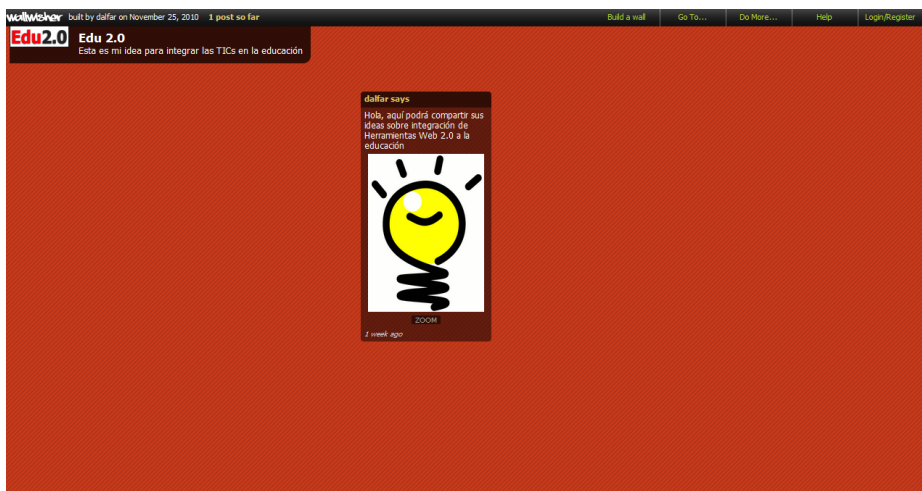 wallwisher built by dalfar on November 25, 2010 1 post so far Build a wall Go To... Do More... Help Login/Register
Edu2.0 Edu 2.0
Esta es mi idea para integrar las TICs en la educación
dalfar says
Hola, aquí podrá compartir sus
ideas sobre integración de
Herramientas Web 2.0 a la
educación
ZOOM
1 week ago